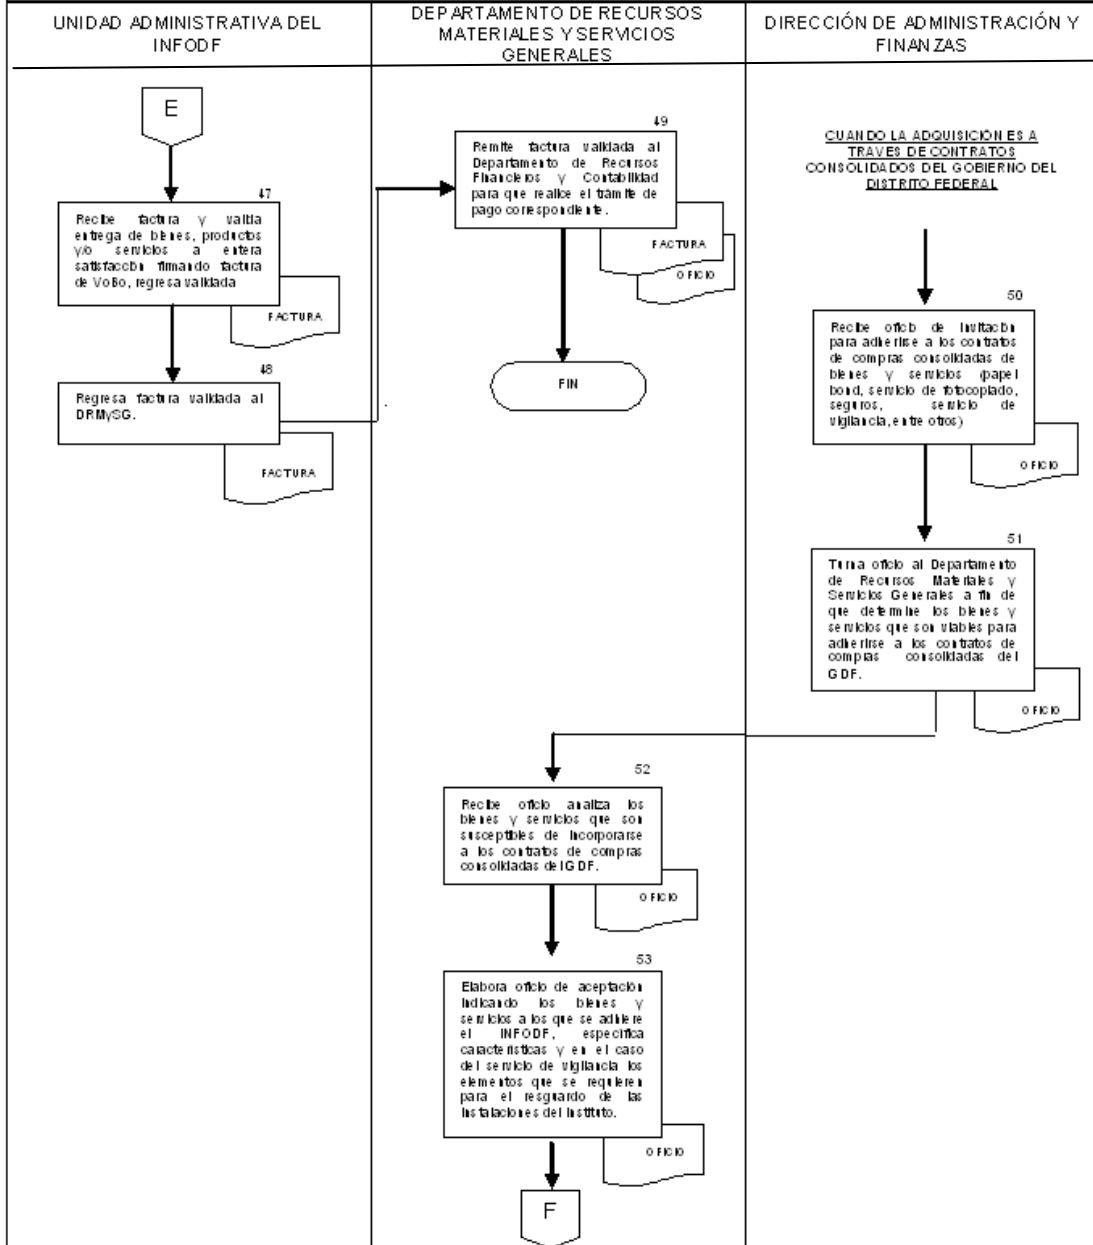 UNIDAD ADMINISTRATIVA DEL
INFODF
DEPARTAMENTO DE RECURSOS
MATERIALES Y SERVICIOS
GENERALES
DIRECCIÓN DE ADMINISTRACIÓN Y
FINANZAS
E
47
Recibe factura y valida
entrega de bienes, productos
y/o servicios a entera
satisfacción firmando factura
de VoBo, regresa validada
FACTURA
48
Regresa factura validada al
DRMySG.
FACTURA
49
Remite factura validada al
Departamento de Recursos
Financieros y Contabilidad
para que realice el trámite de
pago correspondiente.
FACTURA
OFICIO
FIN
CUANDO LA ADQUISICIÓN ES A
TRAVES DE CONTRATOS
CONSOLIDADOS DEL GOBIERNO DEL
DISTRITO FEDERAL
50
Recibe oficio de invitación
para adherirse a los contratos
de compras consolidadas de
bienes y servicios (papel
bond, servicio de fotocopiado,
seguros, servicio de
vigilancia, entre otros)
OFICIO
51
Turna oficio al Departamento
de Recursos Materiales y
Servicios Generales a fin de
que determine los bienes y
servicios que son viables para
adherirse a los contratos de
compras consolidadas del
GDF.
OFICIO
52
Recibe oficio analiza los
bienes y servicios que son
susceptibles de incorporarse
a los contratos de compras
consolidadas del GDF.
OFICIO
53
Elabora oficio de aceptación
indicando los bienes y
servicios a los que se adhiere
el INFODF, especifica
características y en el caso
del servicio de vigilancia los
elementos que se requieren
para el resguardo de las
instalaciones del Instituto.
OFICIO
F